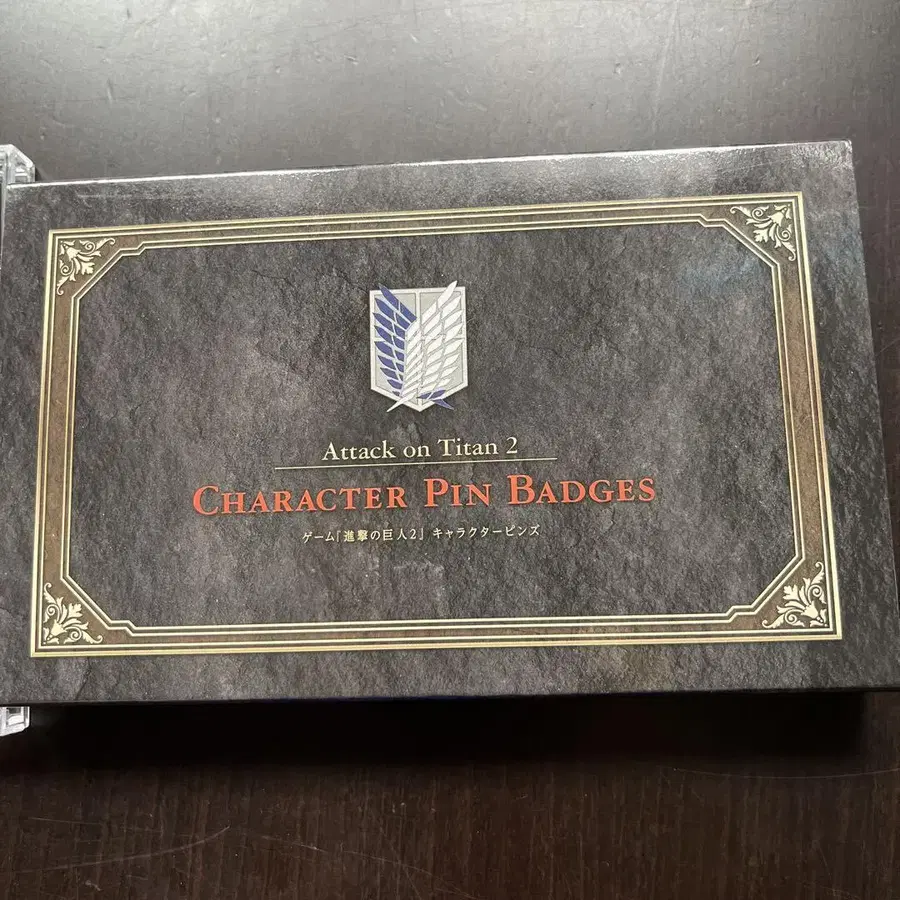 Attack on Titan 2
CHARACTER PIN BADGES
ゲーム『進撃の巨人2』 キャラクターピンズ